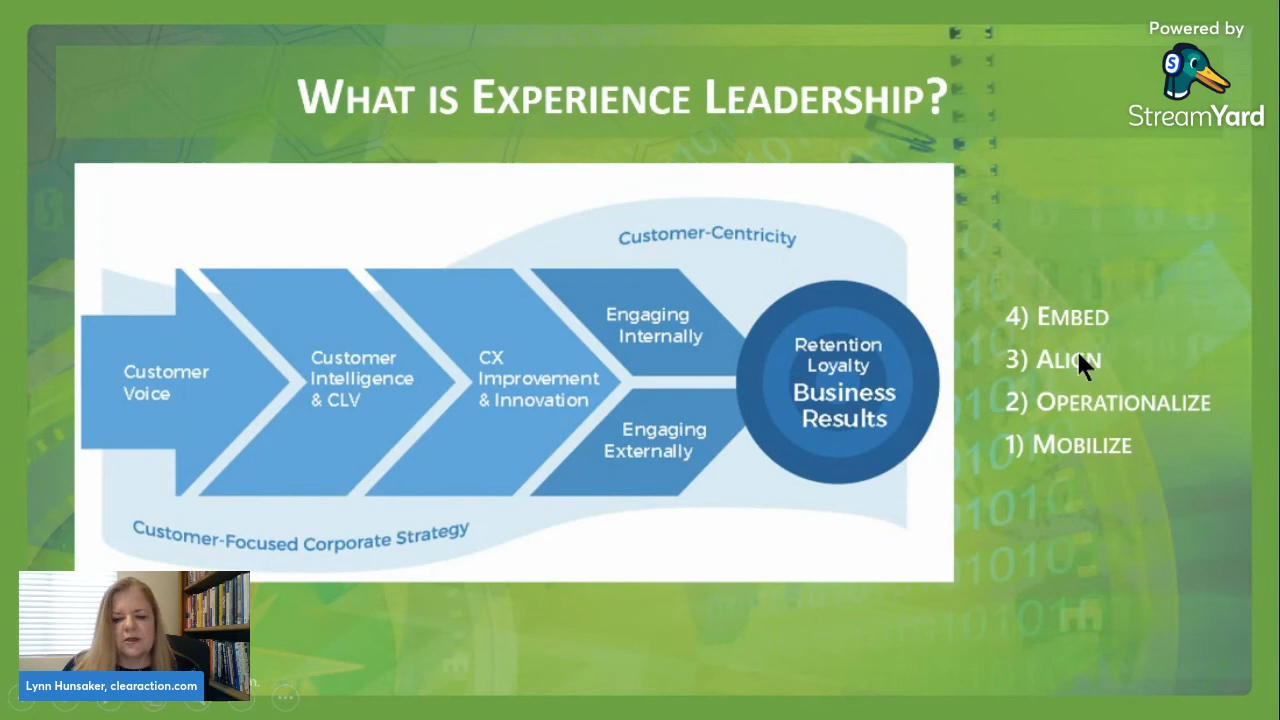 Powered by
StreamYard
WHAT IS EXPERIENCE LEADERSHIP?
Customer-Centricity
Customer
Voice
Customer
Intelligence
& CLV
CX
Improvement
& Innovation
Engaging
Internally
Engaging
Externally
Retention
Loyalty
Business
Results
Customer-Focused Corporate Strategy
4) EMBED
3) ALIGN
2) OPERATIONALIZE
1) MOBILIZE
Lynn Hunsaker, clearaction.com